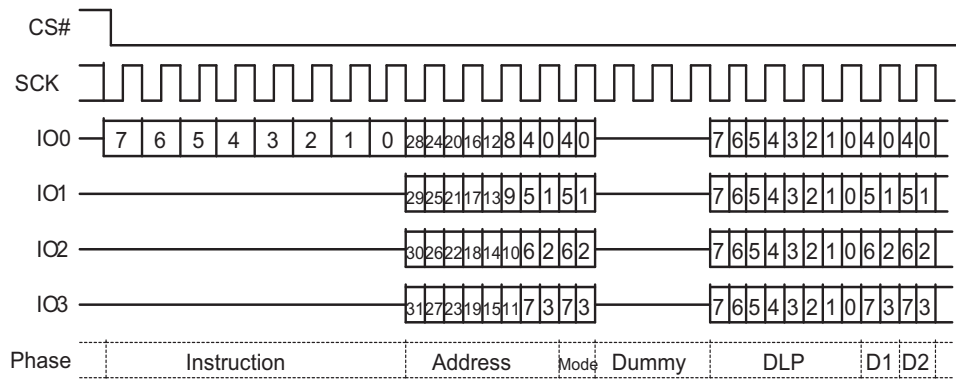 CS#
SCK
IO0 7 6 5 4 3 2 1 0 28 24 20 16 12 8 4 0 4 0 7 6 5 4 3 2 1 0 4 0 4 0
IO1 29 25 21 17 13 9 5 1 5 1 7 6 5 4 3 2 1 0 5 1 5 1
IO2 30 26 22 18 14 10 6 2 6 2 7 6 5 4 3 2 1 0 6 2 6 2
IO3 31 27 23 19 15 11 7 3 7 3 7 6 5 4 3 2 1 0 7 3 7 3
Phase Instruction Address Mode Dummy DLP D1 D2